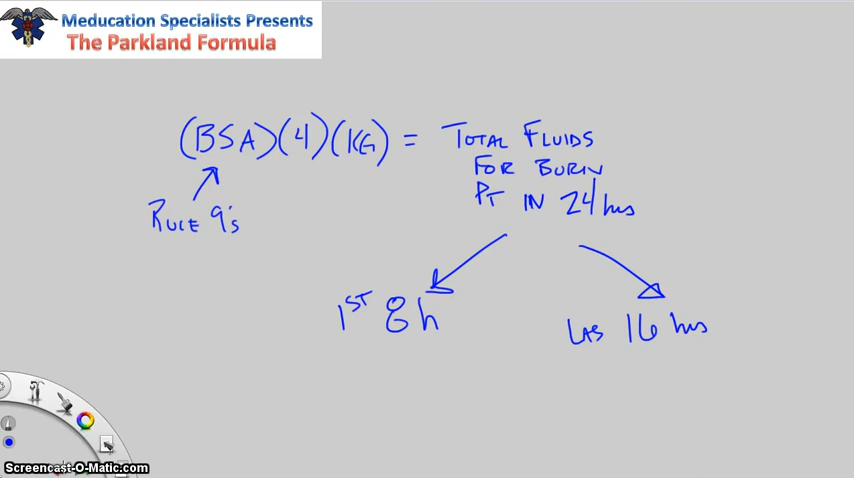 Meducation Specialists Presents
The Parkland Formula
(BSA)(4)(KG) = TOTAL FLUIDS
FOR BURN
PT IN 24 hrs
RULE 9's
1ST 8h
LAS 16 hrs
Screencast-O-Matic.com